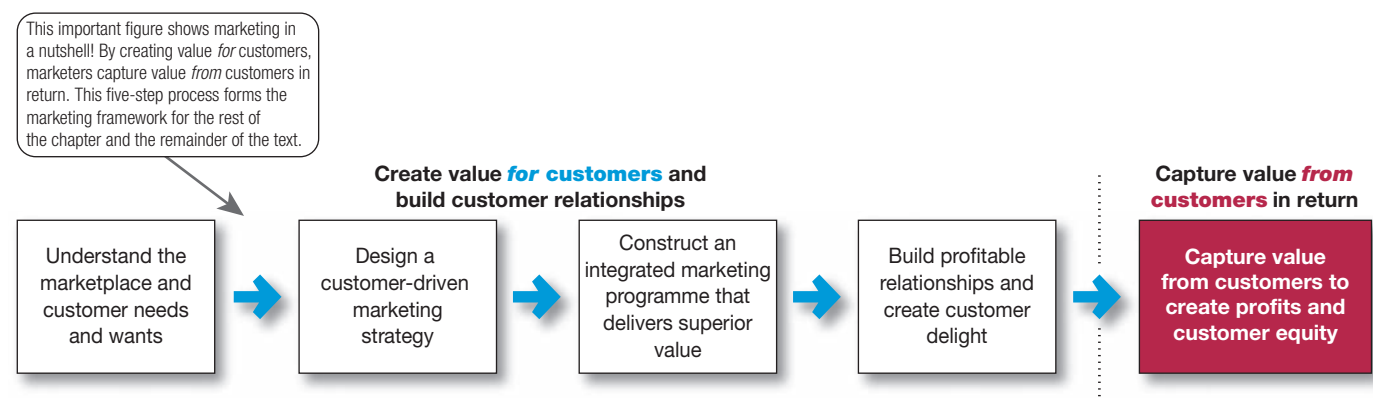 This important figure shows marketing in
a nutshell! By creating value for customers,
marketers capture value from customers in
return. This five-step process forms the
marketing framework for the rest of
the chapter and the remainder of the text.
Create value for customers and
build customer relationships
Capture value from
customers in return
Understand the
marketplace and
customer needs
and wants
Design a
customer-driven
marketing
strategy
Construct an
integrated marketing
programme that
delivers superior
value
Build profitable
relationships and
create customer
delight
Capture value
from customers to
create profits and
customer equity